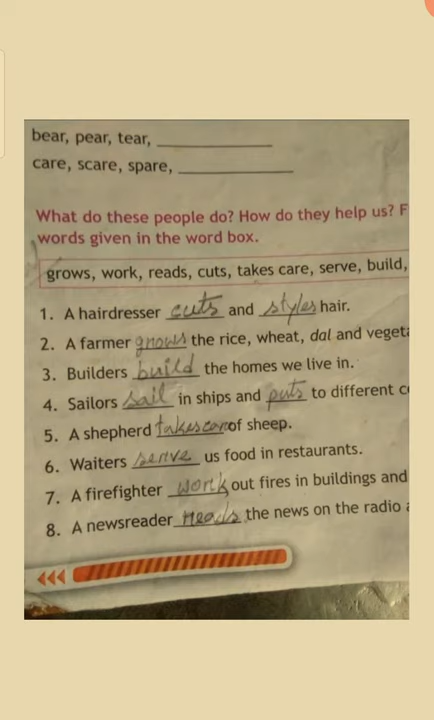 bear, pear, tear, ____________
care, scare, spare, ____________
What do these people do? How do they help us? F
words given in the word box.
grows, work, reads, cuts, takes care, serve, build,
1. A hairdresser cuts and styles hair.
2. A farmer grows the rice, wheat, dal and vegeta
3. Builders build the homes we live in.
4. Sailors sail in ships and puts to different c
5. A shepherd takes care of sheep.
6. Waiters serve us food in restaurants.
7. A firefighter work out fires in buildings and
8. A newsreader reads the news on the radio a